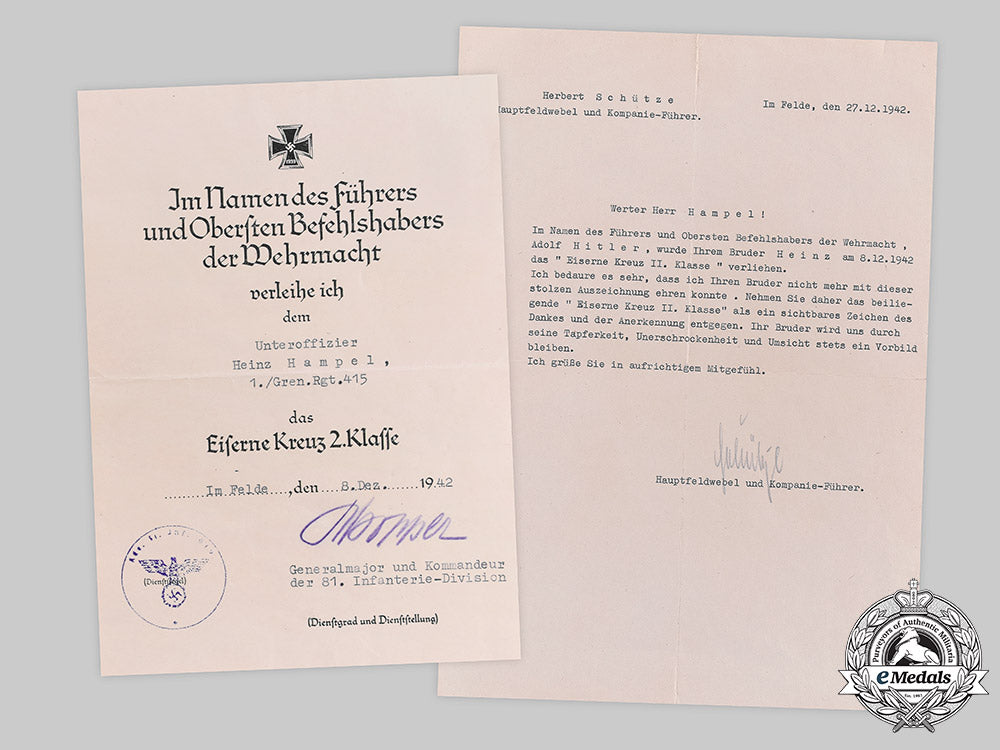 Im Namen des Führers
und Obersten Befehlshabers
der Wehrmacht
verleihe ich
dem
Unteroffizier
Heinz H a m p e l ,
1./Gren.Rgt.415
das
Eiserne Kreuz 2.Klasse
Im Felde ,den 8.Dez. 1942
Generalmajor und Kommandeur
der 81. Infanterie-Division
(Dienstsiegel)
(Dienstgrad und Dienststellung)
Herbert S c h ü t z e
Hauptfeldwebel und Kompanie-Führer.
Im Felde, den 27.12.1942.
Werter Herr H a m p e l !
Im Namen des Führers und Obersten Befehlshabers der Wehrmacht ,
Adolf H i t l e r , wurde Ihrem Bruder H e i n z am 8.12.1942
das " Eiserne Kreuz II. Klasse " verliehen.
Ich bedaure es sehr, dass ich Ihren Bruder nicht mehr mit dieser
stolzen Auszeichnung ehren konnte . Nehmen Sie daher das beilie-
gende " Eiserne Kreuz II. Klasse" als ein sichtbares Zeichen des
Dankes und der Anerkennung entgegen. Ihr Bruder wird uns durch
seine Tapferkeit, Unerschrockenheit und Umsicht stets ein Vorbild
bleiben.
Ich grüße Sie in aufrichtigem Mitgefühl.
Schütze
Hauptfeldwebel und Kompanie-Führer.
Purveyors of Authentic Militaria
eMedals